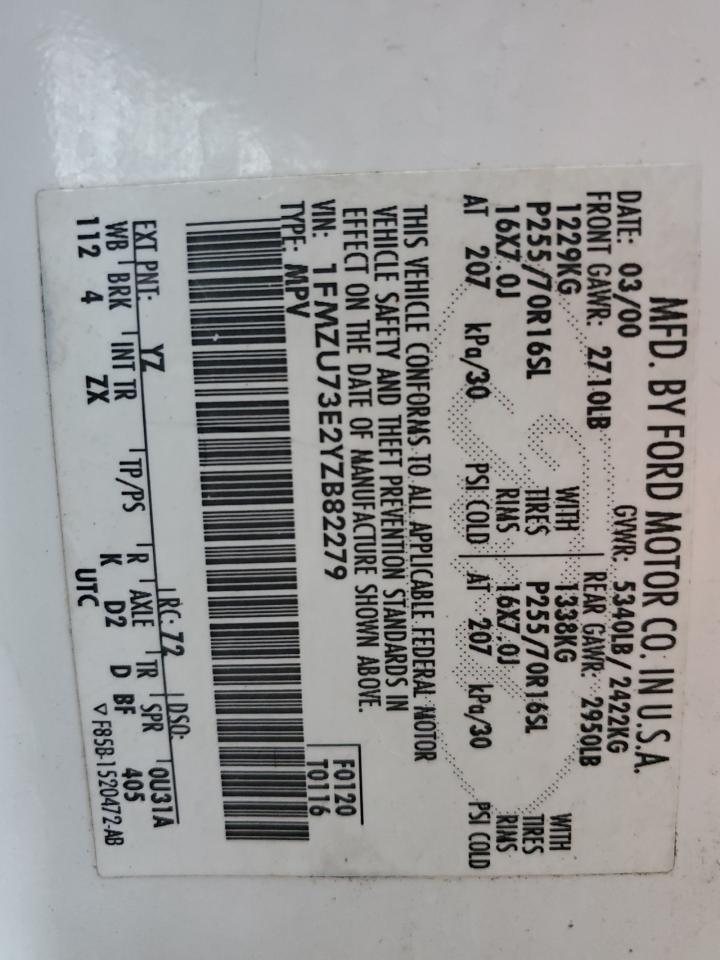 MFD. BY FORD MOTOR CO. IN U.S.A.
DATE: 03/00 GVWR: 5340LB/ 2422KG
FRONT GAWR: 2710LB REAR GAWR: 2950LB
1229KG WITH 1338KG WITH
P255/70R16SL TIRES P255/70R16SL TIRES
16X7.0J RIMS 16X7.0J RIMS
AT 207 kPa/30 PSI COLD AT 207 kPa/30 PSI COLD
THIS VEHICLE CONFORMS TO ALL APPLICABLE FEDERAL MOTOR
VEHICLE SAFETY AND THEFT PREVENTION STANDARDS IN
EFFECT ON THE DATE OF MANUFACTURE SHOWN ABOVE.
VIN: 1FMZU73E2YZB82279 F0120
TYPE: MPV T0116
EXT PNT: YZ RC: 72 DSO: 0U31A
WB BRK INT TR TP/PS R AXLE TR SPR
112 4 ZX K D2 D BF 405
UTC ▽ F85B-1520472-AB